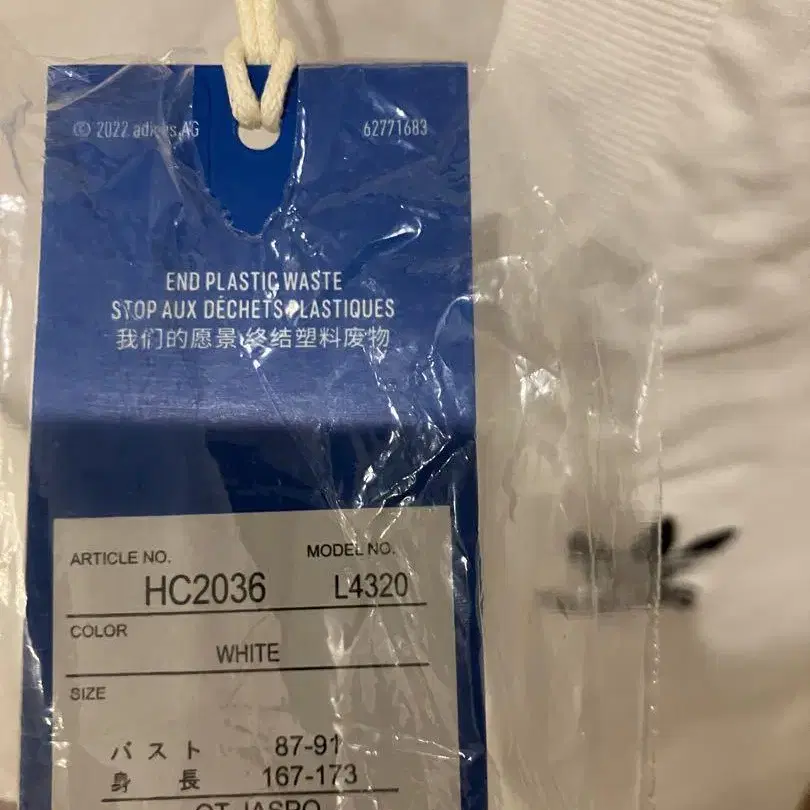 © 2022 adidas AG 62771683
END PLASTIC WASTE
STOP AUX DÉCHETS PLASTIQUES
我们的愿景 终结塑料废物
ARTICLE NO. MODEL NO.
HC2036 L4320
COLOR
WHITE
SIZE
バスト 87-91
身長 167-173